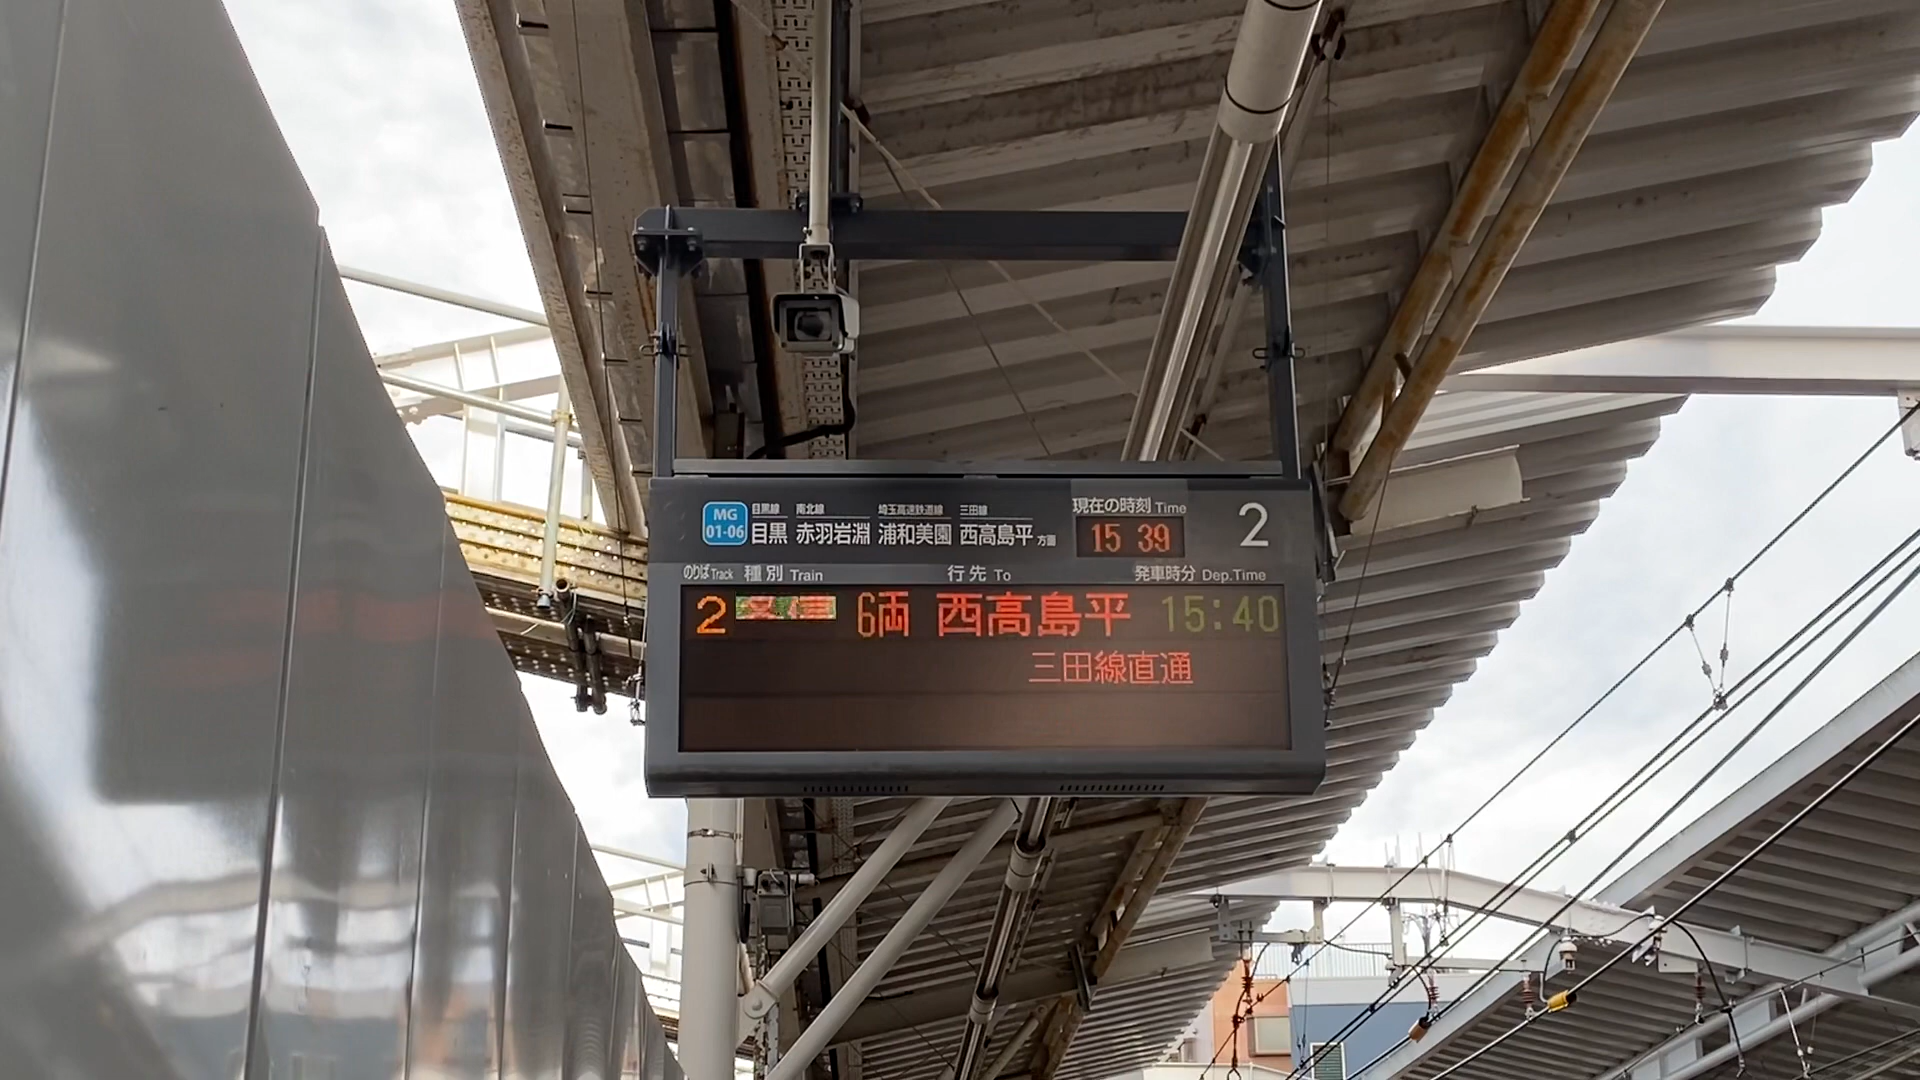 MG 01-06
目黒線 南北線 埼玉高速鉄道線 三田線
目黒 赤羽岩淵 浦和美園 西高島平 方面
現在の時刻 Time
15 39
2
のりば Track 種別 Train 行先 To 発車時分 Dep.Time
2 6両 西高島平 15:40
三田線直通